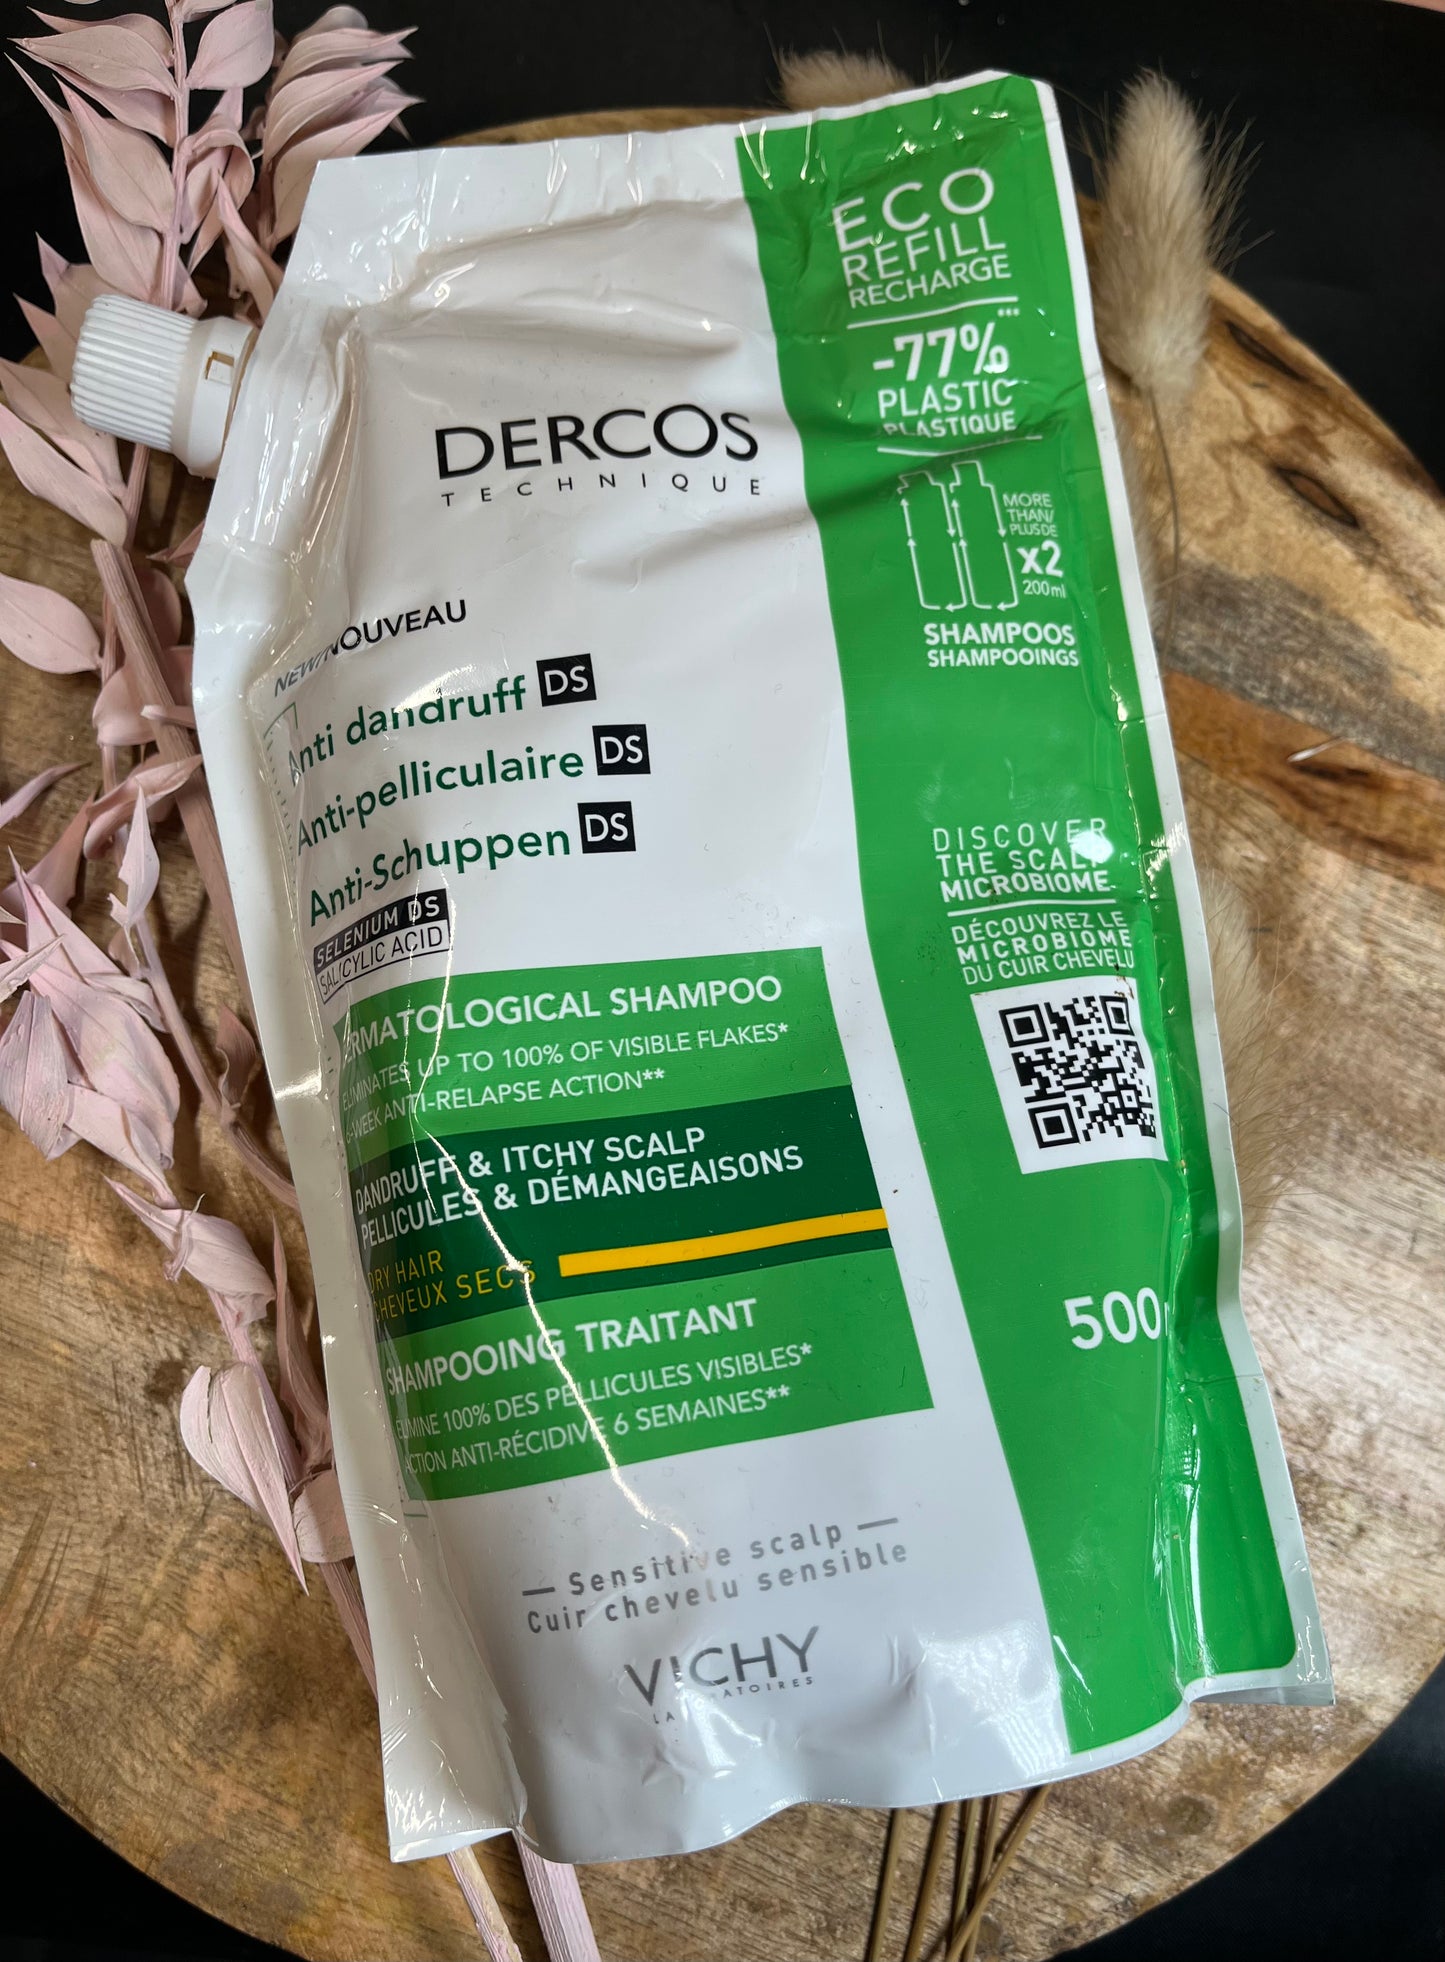 DERCOS
TECHNIQUE
NEW/NOUVEAU
Anti dandruff DS
Anti-pelliculaire DS
Anti-Schuppen DS
SELENIUM DS
SALICYLIC ACID
DERMATOLOGICAL SHAMPOO
ELIMINATES UP TO 100% OF VISIBLE FLAKES*
6-WEEK ANTI-RELAPSE ACTION**
DANDRUFF & ITCHY SCALP
PELLICULES & DÉMANGEAISONS
DRY HAIR
CHEVEUX SECS
SHAMPOOING TRAITANT
ELIMINE 100% DES PELLICULES VISIBLES*
ACTION ANTI-RÉCIDIVE 6 SEMAINES**
— Sensitive scalp —
Cuir chevelu sensible
VICHY
LABORATOIRES
ECO
REFILL
RECHARGE
-77%***
PLASTIC
PLASTIQUE
MORE
THAN/
PLUS DE
x2
200ml
SHAMPOOS
SHAMPOOINGS
DISCOVER
THE SCALP
MICROBIOME
DÉCOUVREZ LE
MICROBIOME
DU CUIR CHEVELU
500